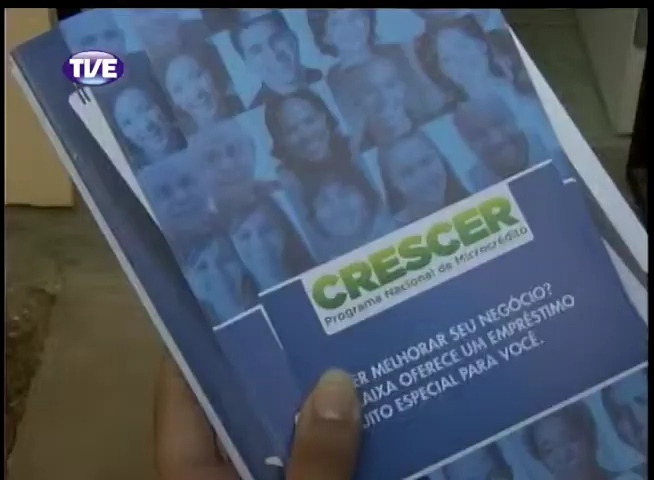 TVE
CRESCER
Programa Nacional de Microcrédito
ER MELHORAR SEU NEGÓCIO?
AIXA OFERECE UM EMPRÉSTIMO
ITO ESPECIAL PARA VOCÊ.